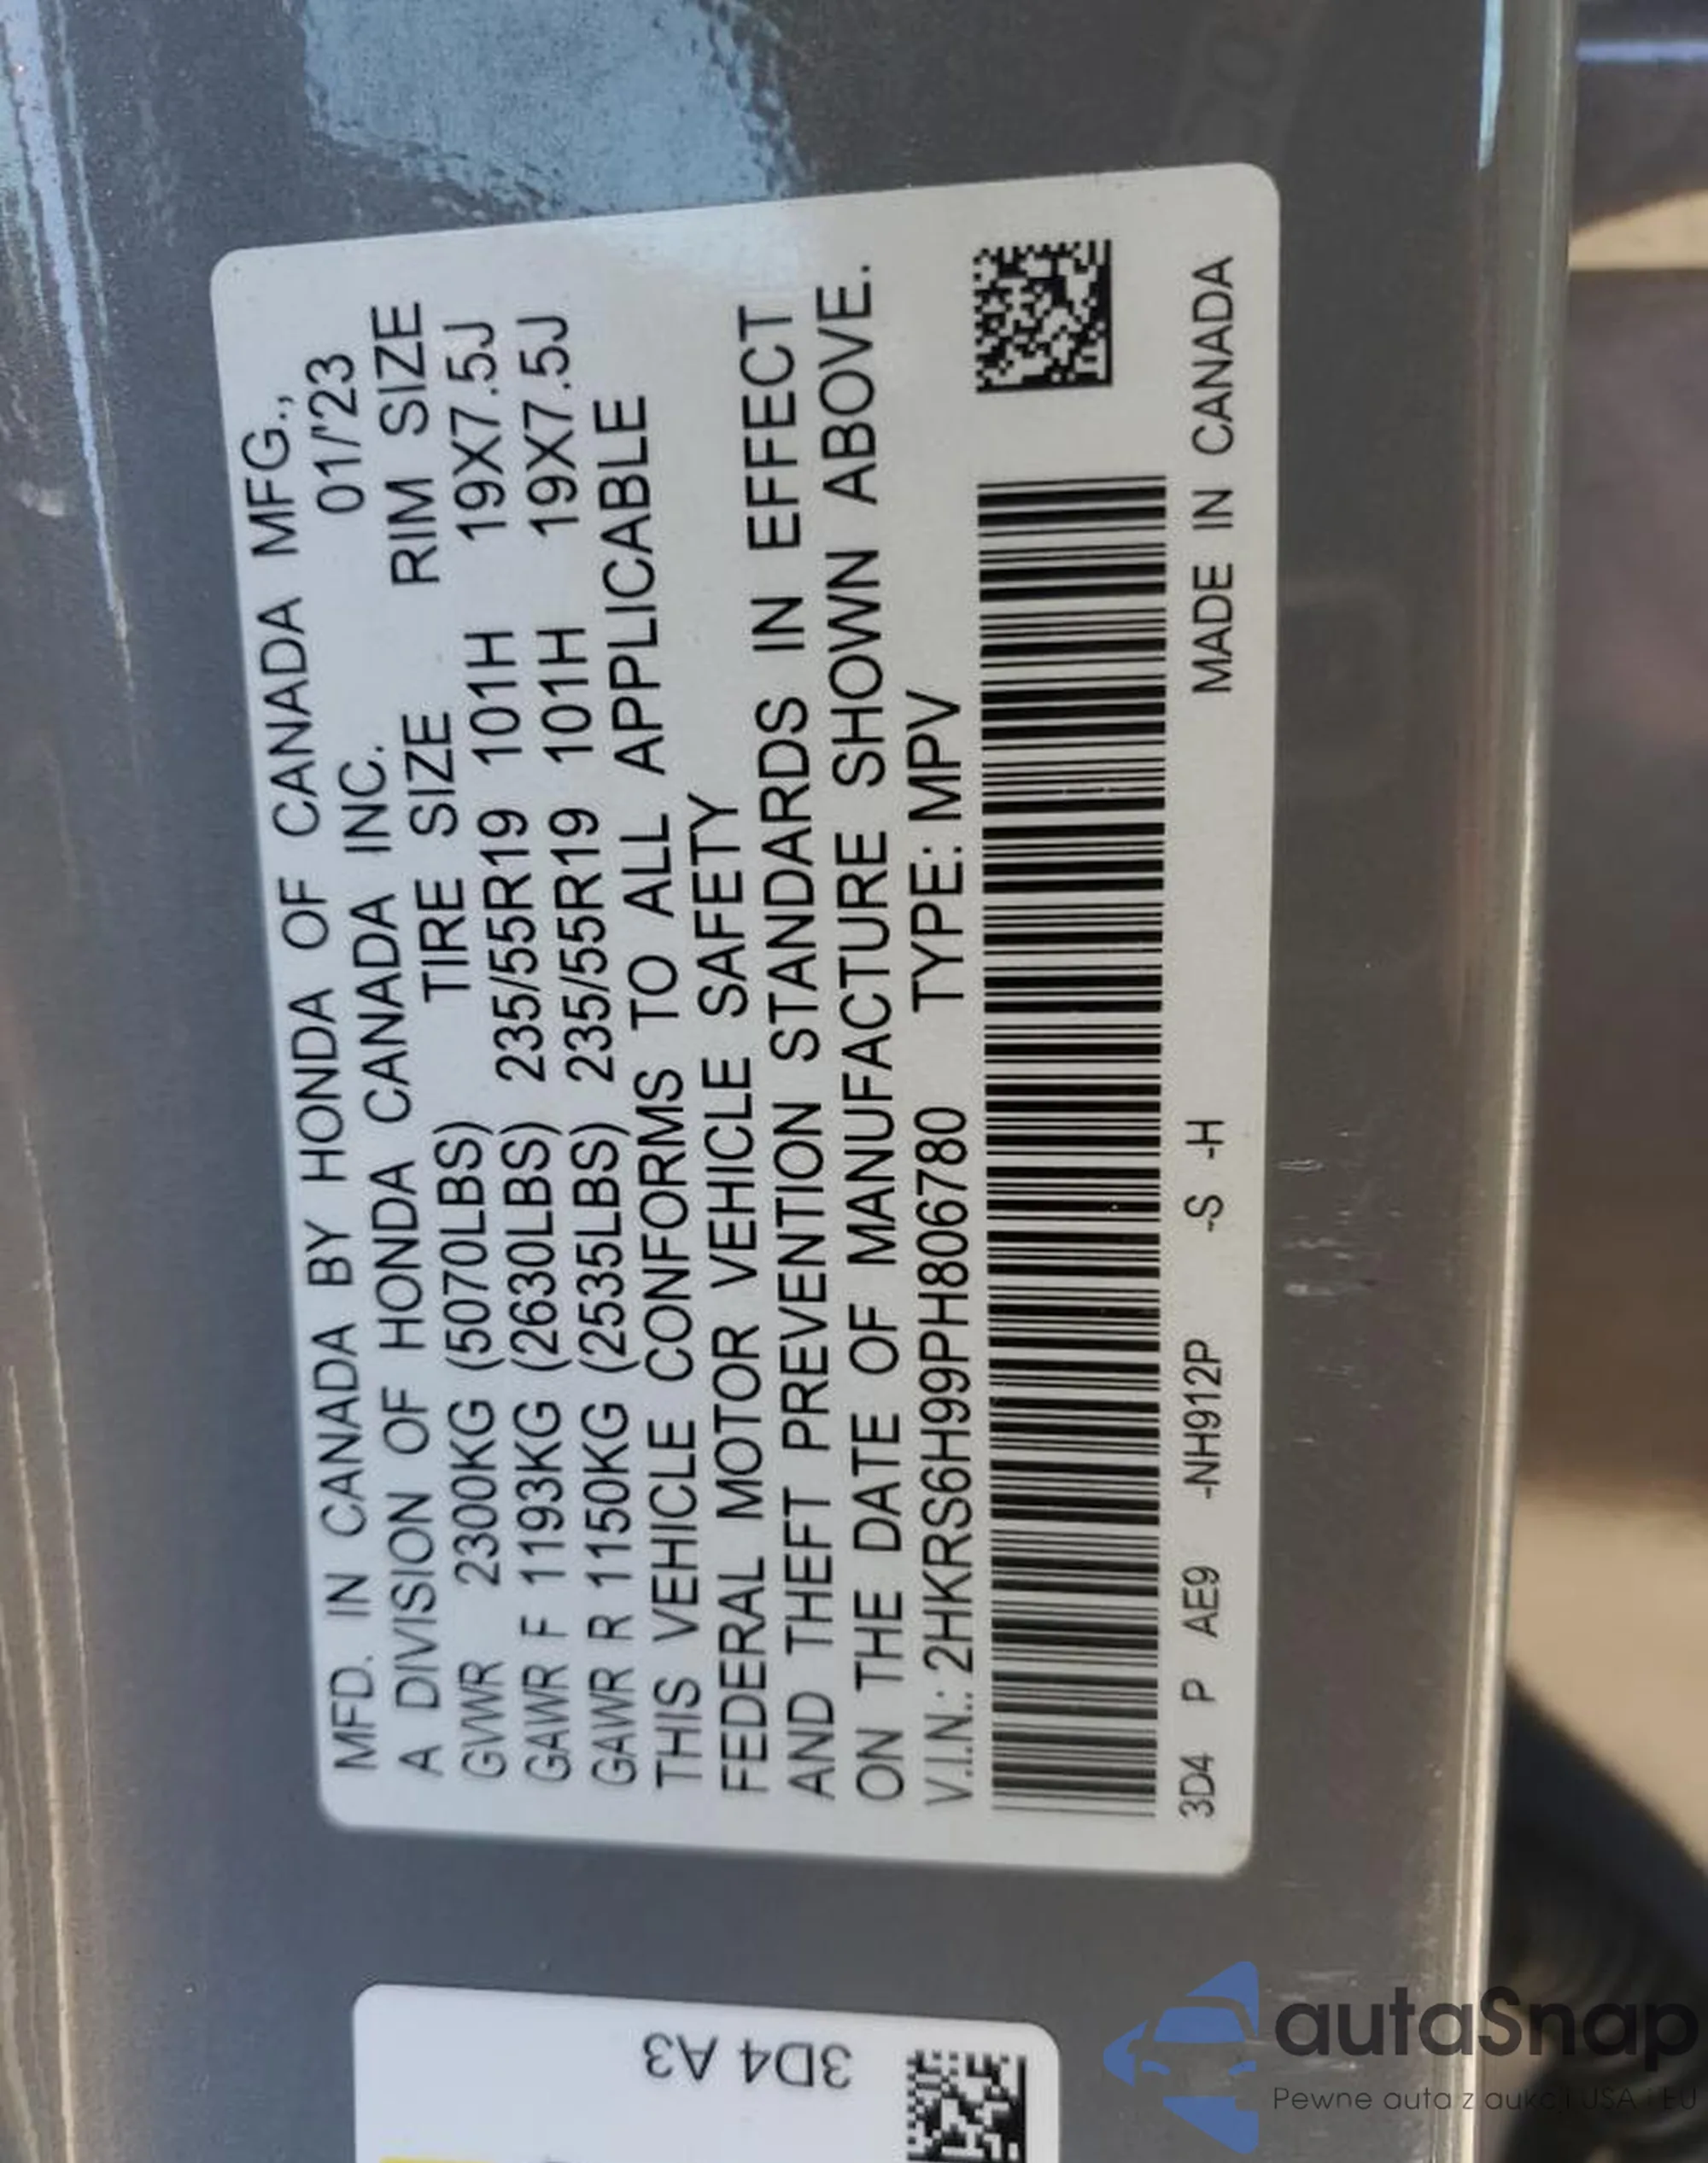 MFD. IN CANADA BY HONDA OF CANADA MFG.,
A DIVISION OF HONDA CANADA INC. 01/'23
TIRE SIZE RIM SIZE
GVWR 2300KG (5070LBS)
GAWR F 1193KG (2630LBS) 235/55R19 101H 19X7.5J
GAWR R 1150KG (2535LBS) 235/55R19 101H 19X7.5J
THIS VEHICLE CONFORMS TO ALL APPLICABLE
FEDERAL MOTOR VEHICLE SAFETY
AND THEFT PREVENTION STANDARDS IN EFFECT
ON THE DATE OF MANUFACTURE SHOWN ABOVE.
V.I.N.: 2HKRS6H99PH806780 TYPE: MPV
3D4 P AE9 -NH912P -S -H MADE IN CANADA
3D4 A3
autaSnap
Pewne auta z aukcji USA i EU